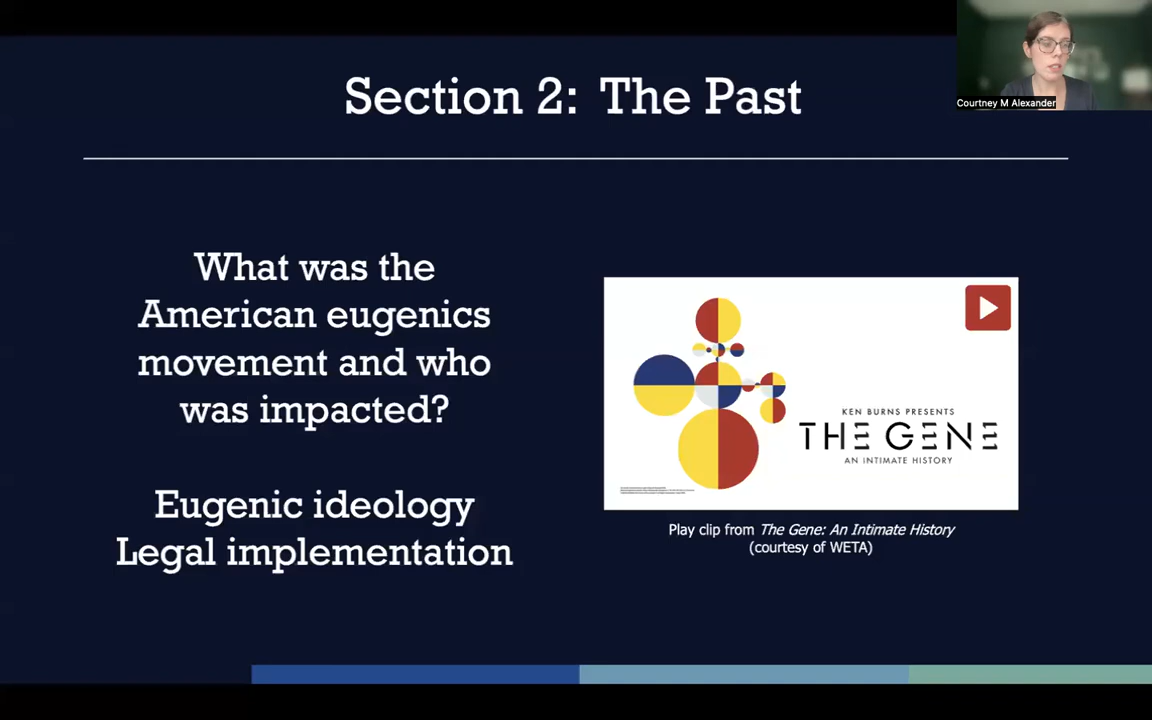 Section 2: The Past
Courtney M Alexander
What was the
American eugenics
movement and who
was impacted?
Eugenic ideology
Legal implementation
KEN BURNS PRESENTS
THE GENE
AN INTIMATE HISTORY
Play clip from The Gene: An Intimate History
(courtesy of WETA)